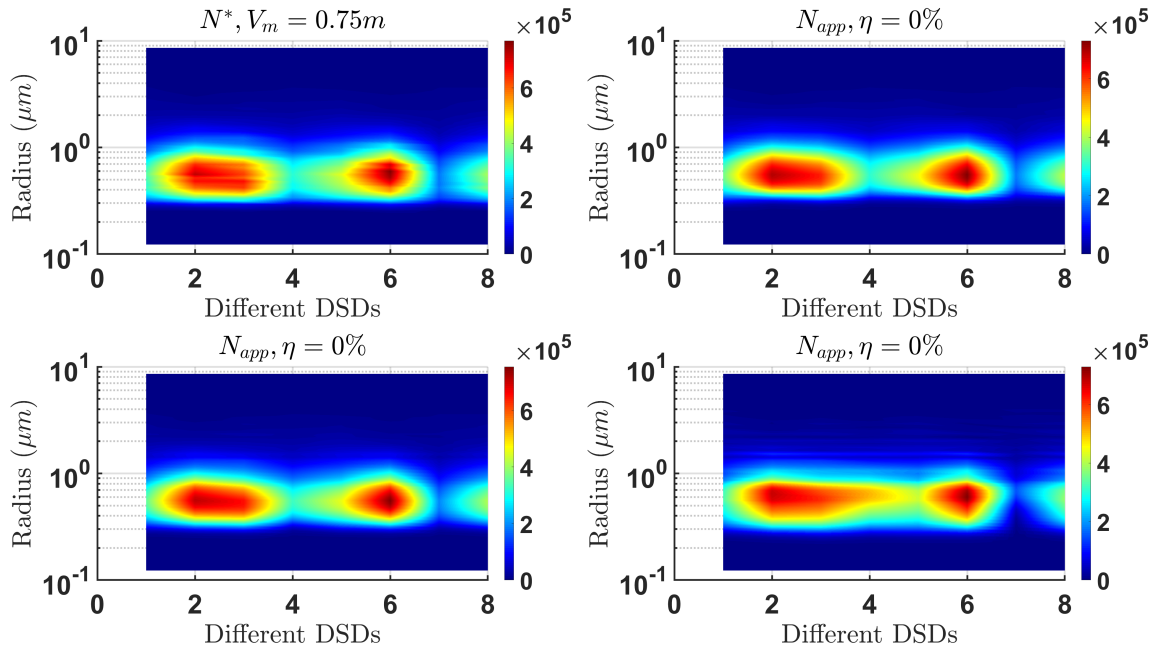 N*, V_m = 0.75m
×10^5
10^1
10^0
10^-1
Radius (μm)
0 2 4 6 8
Different DSDs
6
4
2
0
N_app, η = 0%
×10^5
10^1
10^0
10^-1
Radius (μm)
0 2 4 6 8
Different DSDs
6
4
2
0
N_app, η = 0%
×10^5
10^1
10^0
10^-1
Radius (μm)
0 2 4 6 8
Different DSDs
6
4
2
0
N_app, η = 0%
×10^5
10^1
10^0
10^-1
Radius (μm)
0 2 4 6 8
Different DSDs
6
4
2
0